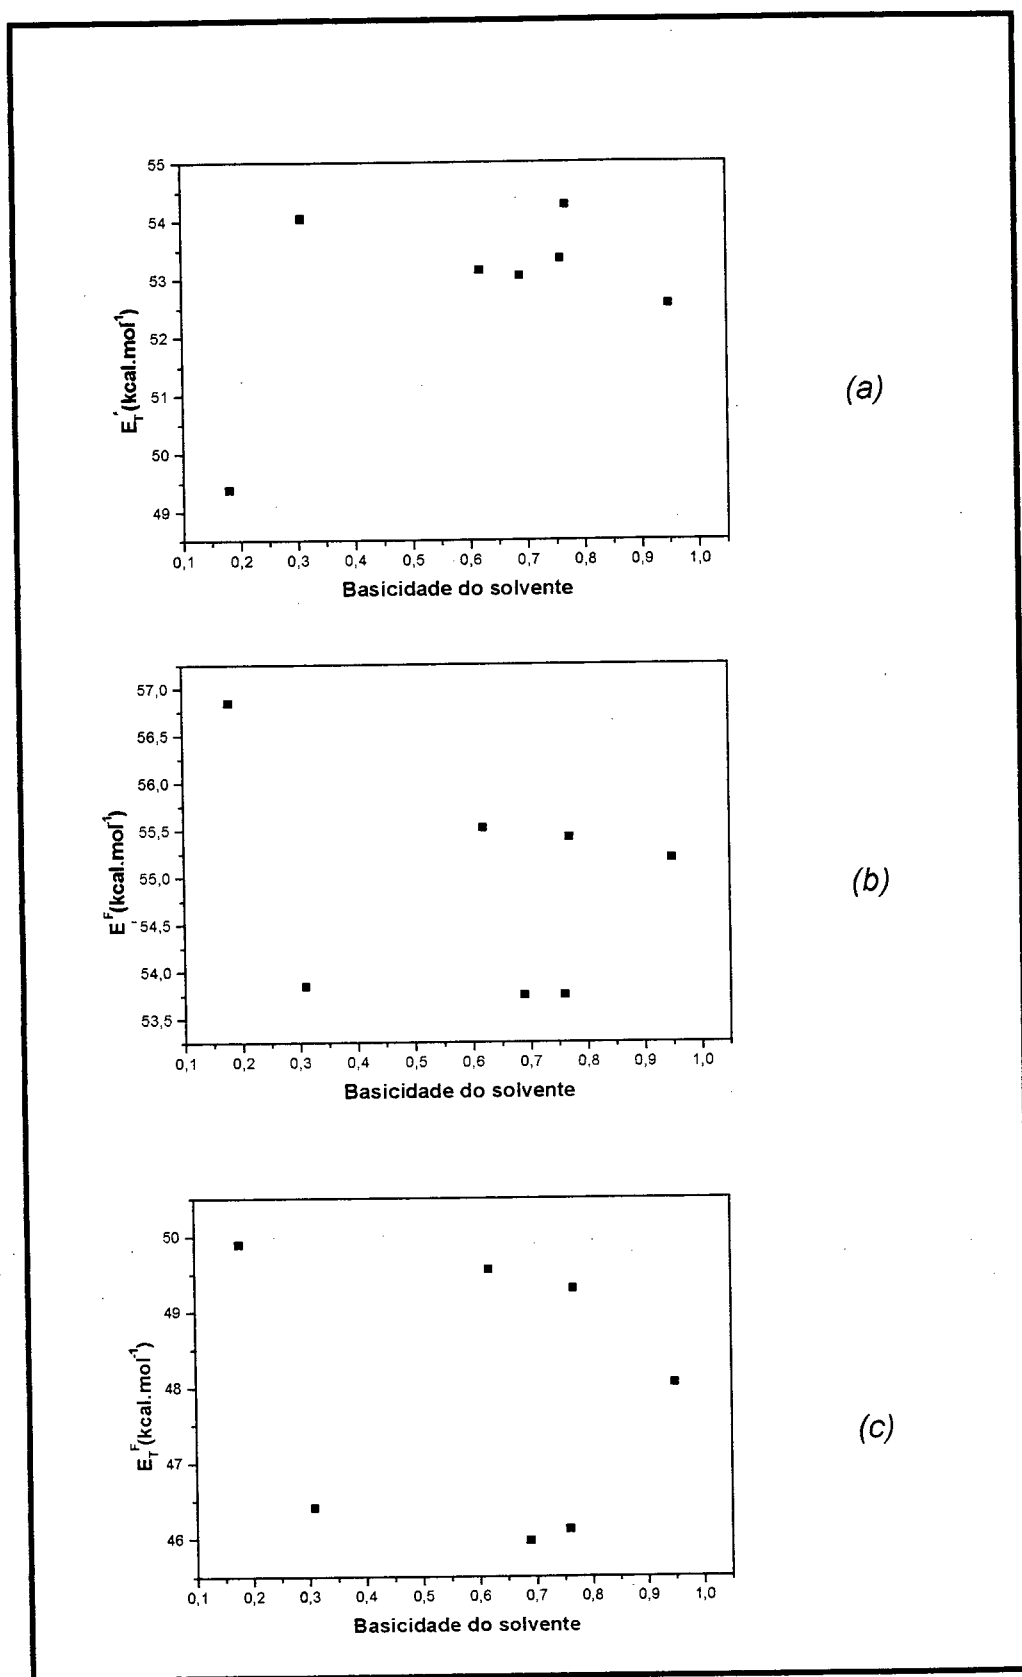 55
54
53
52
51
50
49
E_T^F(kcal.mol^-1)
(a)
0,1 0,2 0,3 0,4 0,5 0,6 0,7 0,8 0,9 1,0
Basicidade do solvente
57,0
56,5
56,0
55,5
55,0
54,5
54,0
53,5
E^F(kcal.mol^-1)
(b)
0,1 0,2 0,3 0,4 0,5 0,6 0,7 0,8 0,9 1,0
Basicidade do solvente
50
49
48
47
46
E_T^F(kcal.mol^-1)
(c)
0,1 0,2 0,3 0,4 0,5 0,6 0,7 0,8 0,9 1,0
Basicidade do solvente